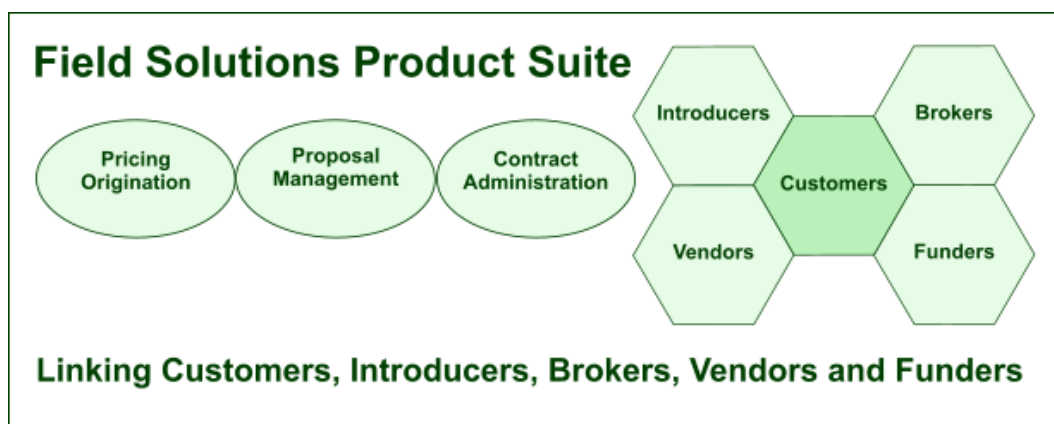 Field Solutions Product Suite
Pricing
Origination
Proposal
Management
Contract
Administration
Introducers
Brokers
Customers
Vendors
Funders
Linking Customers, Introducers, Brokers, Vendors and Funders